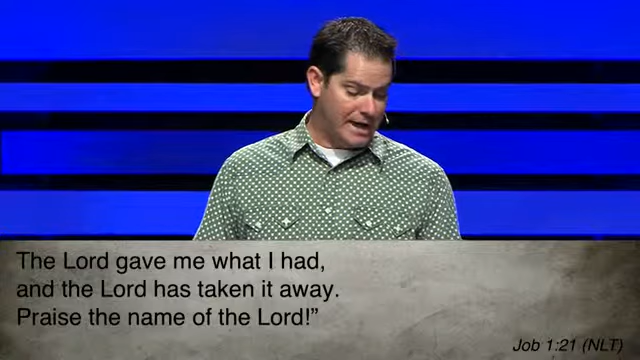 The Lord gave me what I had,
and the Lord has taken it away.
Praise the name of the Lord!”
Job 1:21 (NLT)